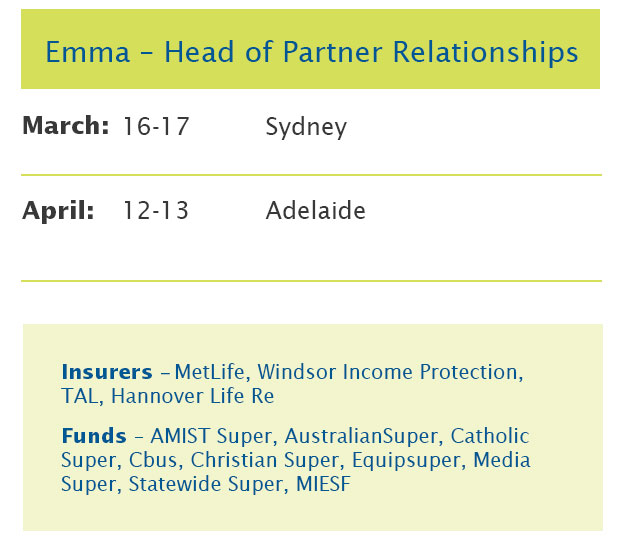 Emma – Head of Partner Relationships
March: 16-17 Sydney
April: 12-13 Adelaide
Insurers – MetLife, Windsor Income Protection,
TAL, Hannover Life Re
Funds – AMIST Super, AustralianSuper, Catholic
Super, Cbus, Christian Super, Equipsuper, Media
Super, Statewide Super, MIESF